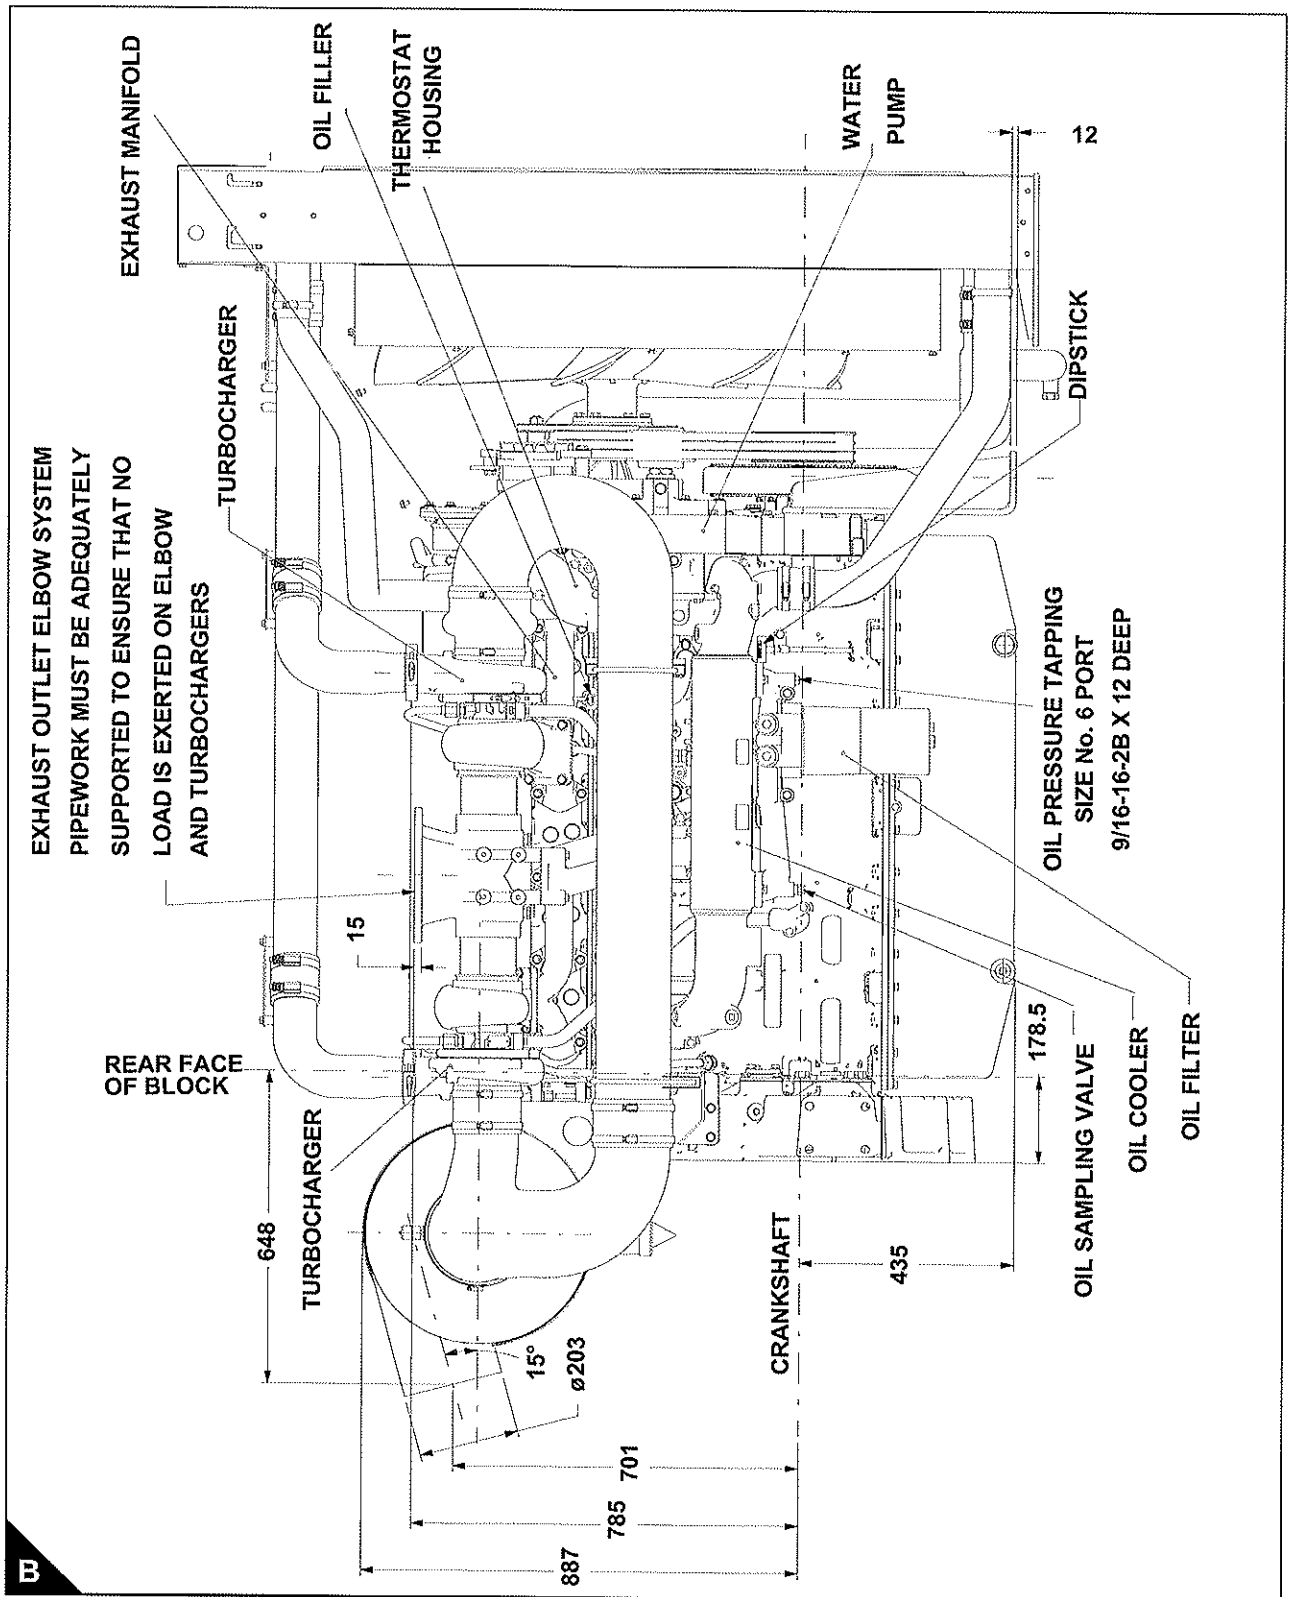 EXHAUST MANIFOLD
OIL FILLER
THERMOSTAT
HOUSING
WATER
PUMP
12
TURBOCHARGER
DIPSTICK
EXHAUST OUTLET ELBOW SYSTEM
PIPEWORK MUST BE ADEQUATELY
SUPPORTED TO ENSURE THAT NO
LOAD IS EXERTED ON ELBOW
AND TURBOCHARGERS
OIL PRESSURE TAPPING
SIZE No. 6 PORT
9/16-16-2B X 12 DEEP
15
REAR FACE
OF BLOCK
178.5
TURBOCHARGER
648
OIL SAMPLING VALVE
OIL COOLER
OIL FILTER
CRANKSHAFT
435
15°
ø203
701
785
887
B